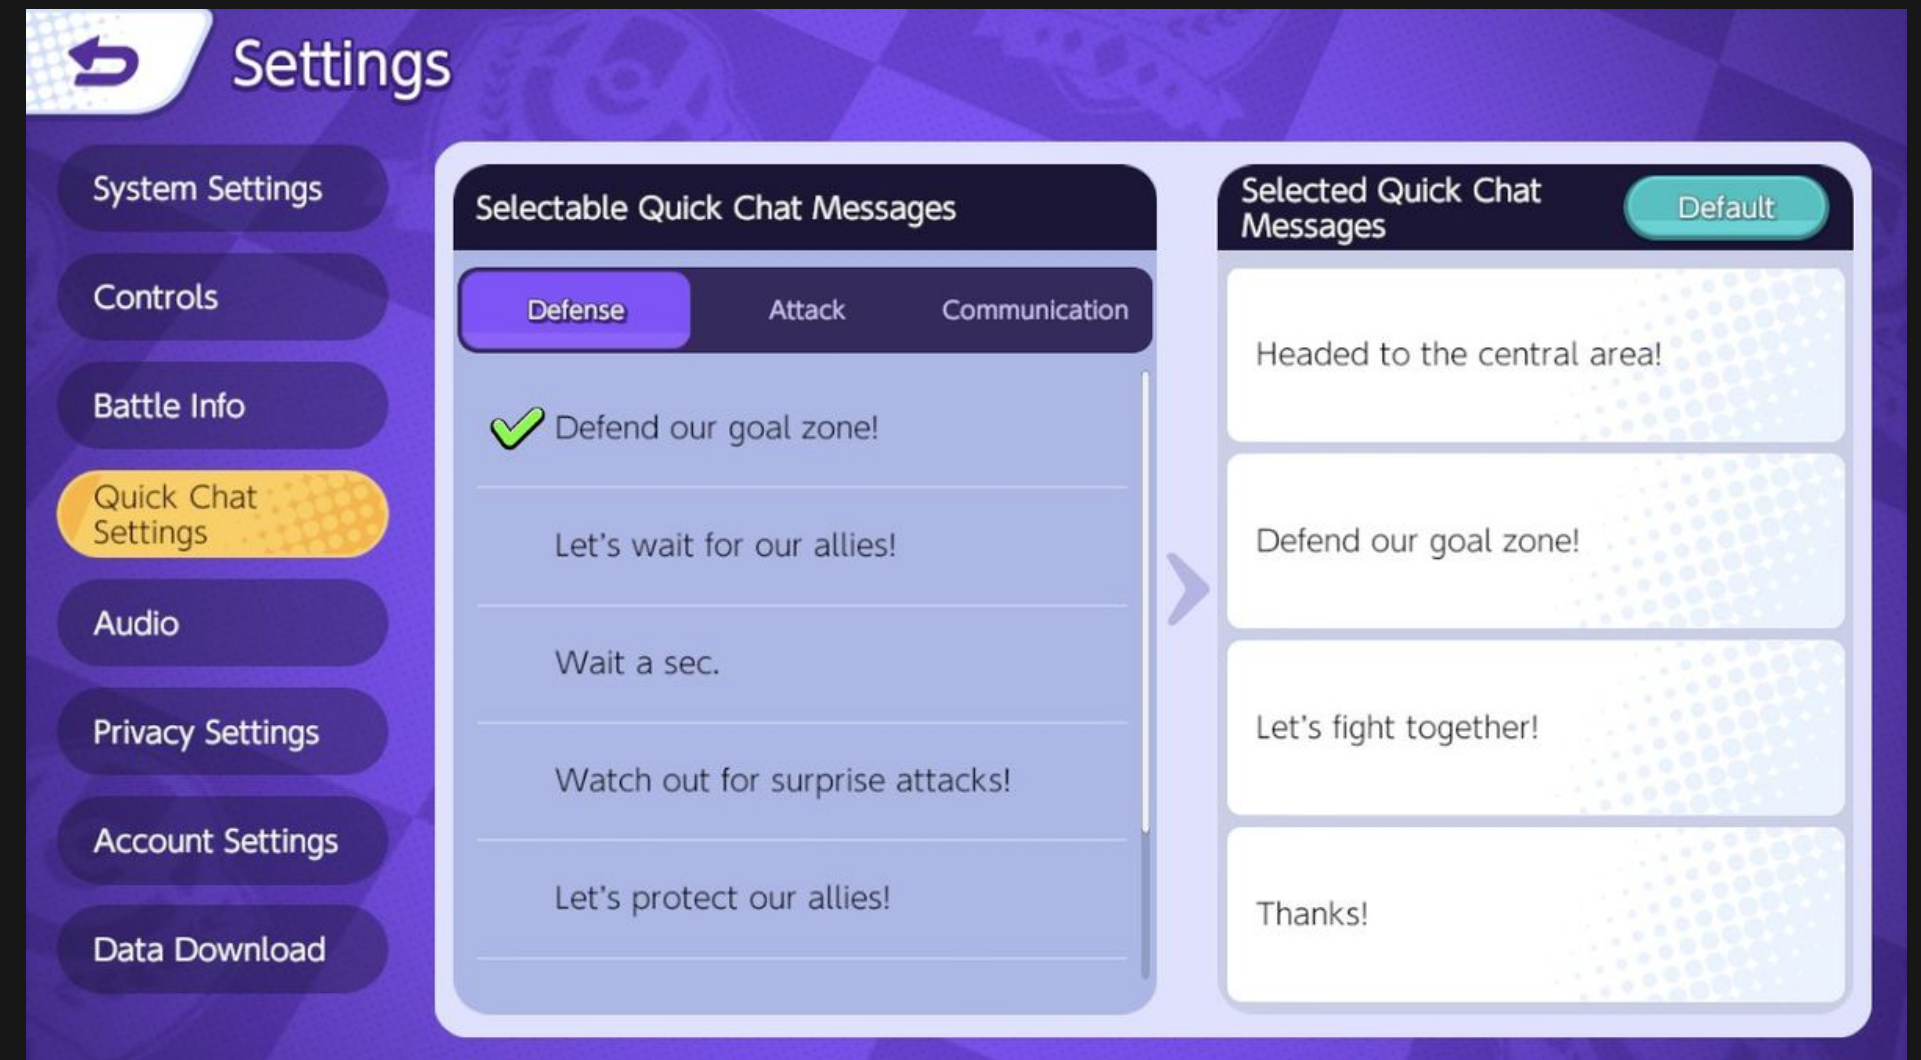 Settings
System Settings
Controls
Battle Info
Quick Chat
Settings
Audio
Privacy Settings
Account Settings
Data Download
Selectable Quick Chat Messages
Defense
Attack
Communication
Defend our goal zone!
Let's wait for our allies!
Wait a sec.
Watch out for surprise attacks!
Let's protect our allies!
Selected Quick Chat
Messages
Default
Headed to the central area!
Defend our goal zone!
Let's fight together!
Thanks!